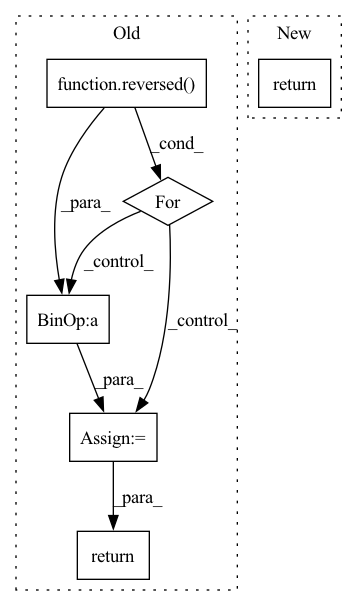 Old
New
function.reversed()
return
_cond_
_para_
For
_control_
_control_
BinOp:a
_para_
Assign:=
_para_
return